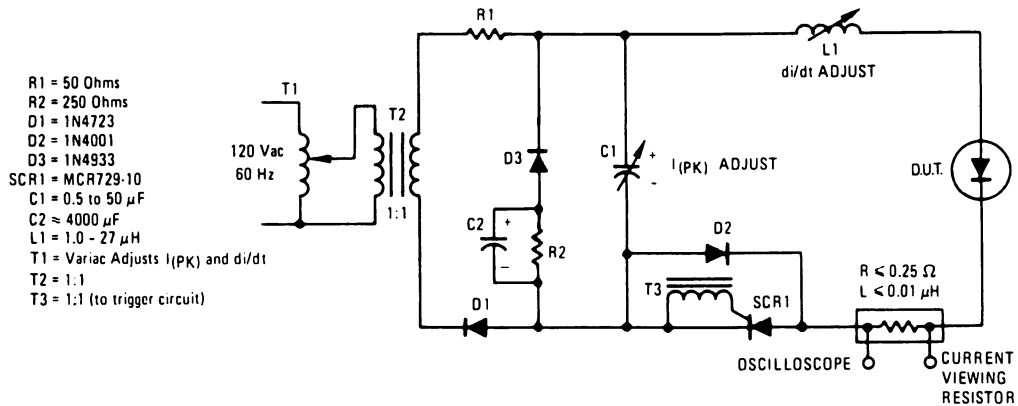 R1 = 50 Ohms
R2 = 250 Ohms
D1 = 1N4723
D2 = 1N4001
D3 = 1N4933
SCR1 = MCR729-10
C1 = 0.5 to 50 μF
C2 ≈ 4000 μF
L1 = 1.0 - 27 μH
T1 = Variac Adjusts I(PK) and di/dt
T2 = 1:1
T3 = 1:1 (to trigger circuit)
T1
120 Vac
60 Hz
T2
1:1
R1
D3
C2
+
−
R2
D1
C1
+
-
I(PK) ADJUST
L1
di/dt ADJUST
D.U.T.
D2
T3
SCR1
R ⩽ 0.25 Ω
L ⩽ 0.01 μH
OSCILLOSCOPE
CURRENT
VIEWING
RESISTOR